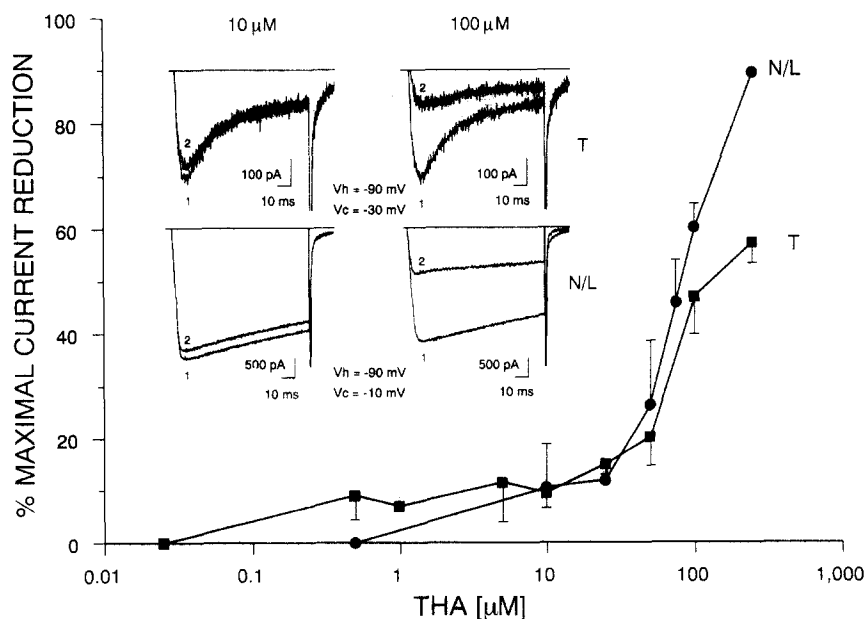 10 μM
100 μM
2
1
100 pA
10 ms
2
1
100 pA
10 ms
T
Vh = -90 mV
Vc = -30 mV
2
1
500 pA
10 ms
2
1
500 pA
10 ms
N/L
Vh = -90 mV
Vc = -10 mV
N/L
T
% MAXIMAL CURRENT REDUCTION
100
80
60
40
20
0
0.01
0.1
1
10
100
1,000
THA [μM]